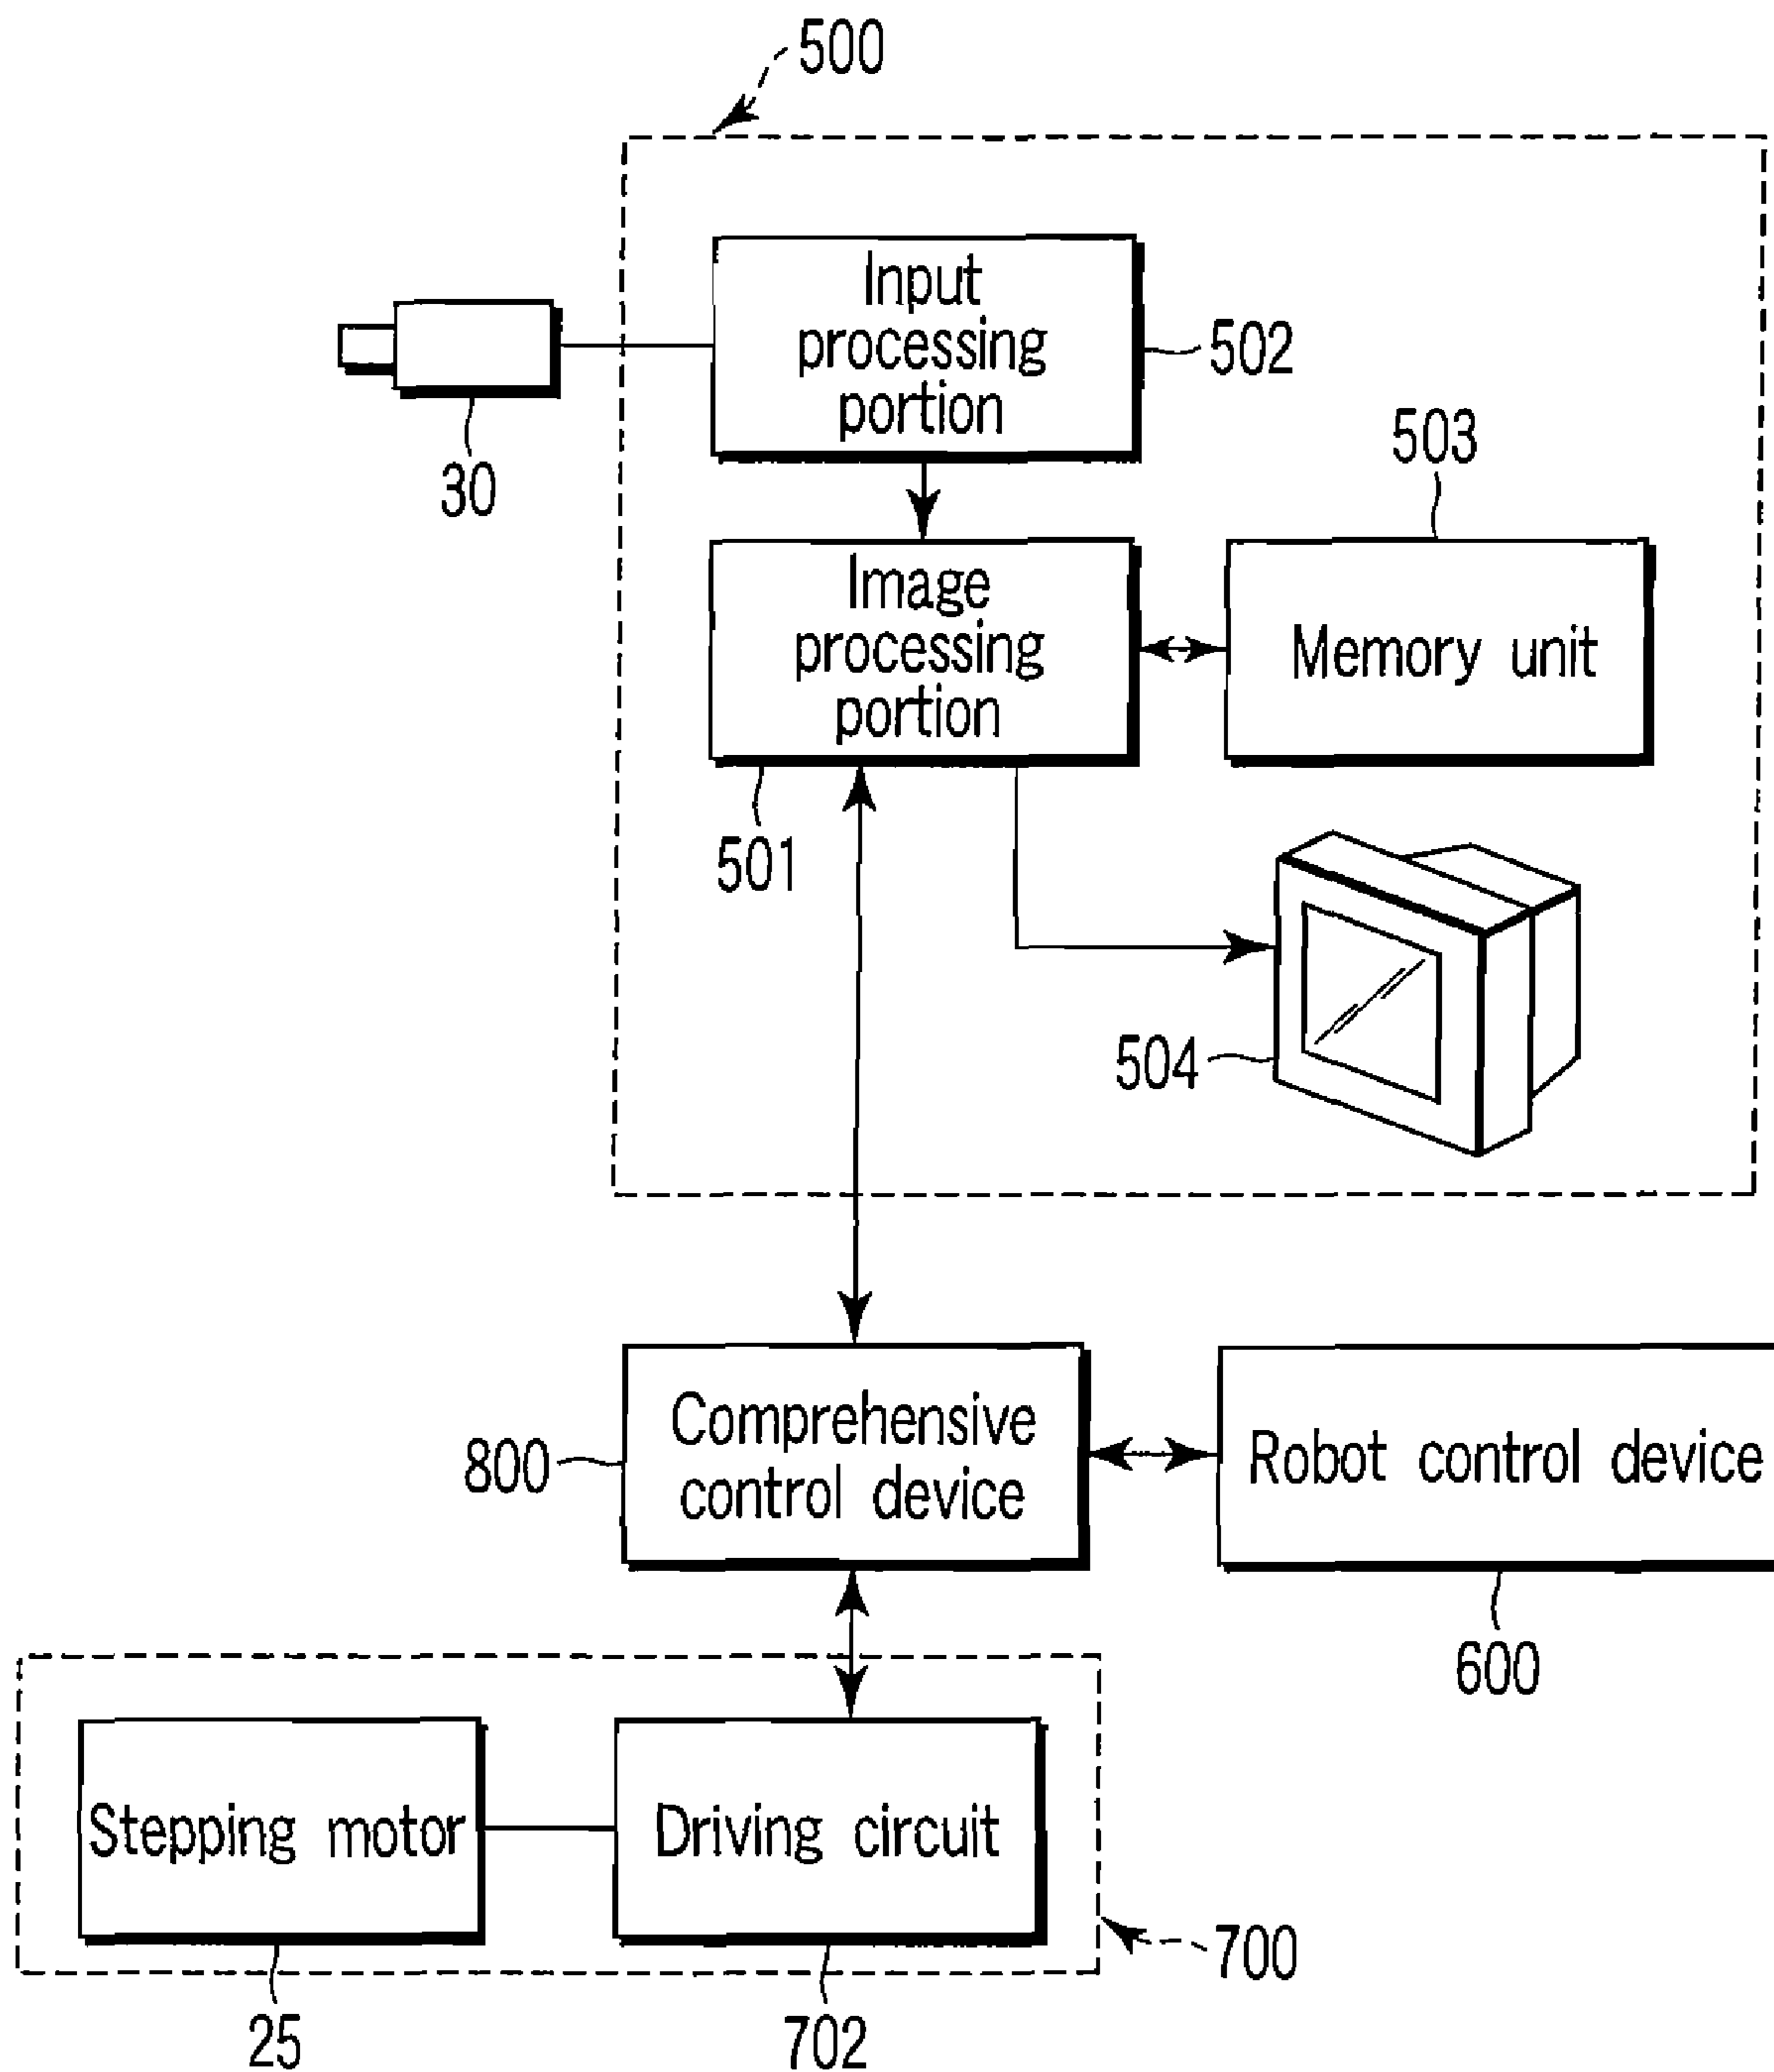 500
Input
processing
portion
502
30
503
Image
processing
portion
Memory unit
501
504
Comprehensive
control device
800
Robot control device
600
Stepping motor
Driving circuit
700
25
702